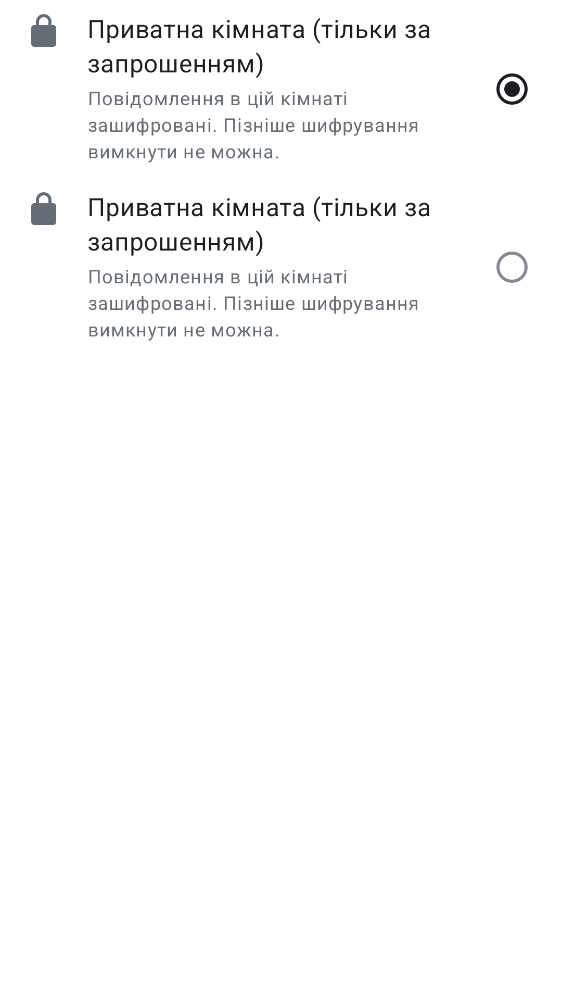 Приватна кімната (тільки за
запрошенням)
Повідомлення в цій кімнаті
зашифровані. Пізніше шифрування
вимкнути не можна.
Приватна кімната (тільки за
запрошенням)
Повідомлення в цій кімнаті
зашифровані. Пізніше шифрування
вимкнути не можна.